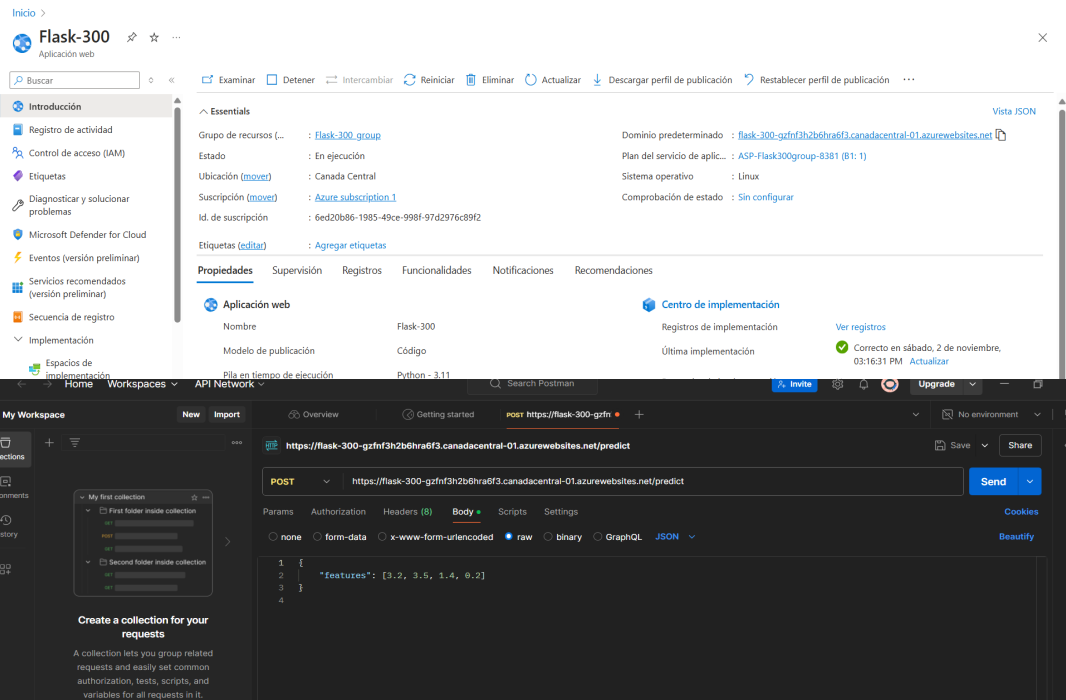 Inicio
Flask-300
Aplicación web
Buscar
Examinar Detener Intercambiar Reiniciar Eliminar Actualizar Descargar perfil de publicación Restablecer perfil de publicación
Introducción
Registro de actividad
Control de acceso (IAM)
Etiquetas
Diagnosticar y solucionar
problemas
Microsoft Defender for Cloud
Eventos (versión preliminar)
Servicios recomendados
(versión preliminar)
Secuencia de registro
Implementación
Espacios de
implementación
Essentials
Vista JSON
Grupo de recursos (... : Flask-300 group
Estado : En ejecución
Ubicación (mover) : Canada Central
Suscripción (mover) : Azure subscription 1
Id. de suscripción : 6ed20b86-1985-49ce-998f-97d2976c89f2
Etiquetas (editar) : Agregar etiquetas
Dominio predeterminado : flask-300-gzfnf3h2b6hra6f3.canadacentral-01.azurewebsites.net
Plan del servicio de aplic... : ASP-Flask300group-8381 (B1: 1)
Sistema operativo : Linux
Comprobación de estado : Sin configurar
Propiedades Supervisión Registros Funcionalidades Notificaciones Recomendaciones
Aplicación web
Nombre Flask-300
Modelo de publicación Código
Pila en tiempo de ejecución Python - 3.11
Centro de implementación
Registros de implementación Ver registros
Última implementación Correcto en sábado, 2 de noviembre,
03:16:31 PM Actualizar
Home Workspaces API Network Search Postman Invite Upgrade
My Workspace New Import Overview Getting started POST https://flask-300-gzfn No environment
ections
onments
story
My first collection
First folder inside collection
GET
POST
GET
Second folder inside collection
GET
GET
Create a collection for your
requests
A collection lets you group related
requests and easily set common
authorization, tests, scripts, and
variables for all requests in it.
HTTP https://flask-300-gzfnf3h2b6hra6f3.canadacentral-01.azurewebsites.net/predict Save Share
POST https://flask-300-gzfnf3h2b6hra6f3.canadacentral-01.azurewebsites.net/predict Send
Params Authorization Headers (8) Body Scripts Settings Cookies
none form-data x-www-form-urlencoded raw binary GraphQL JSON Beautify
1 {
2 "features": [3.2, 3.5, 1.4, 0.2]
3 }
4